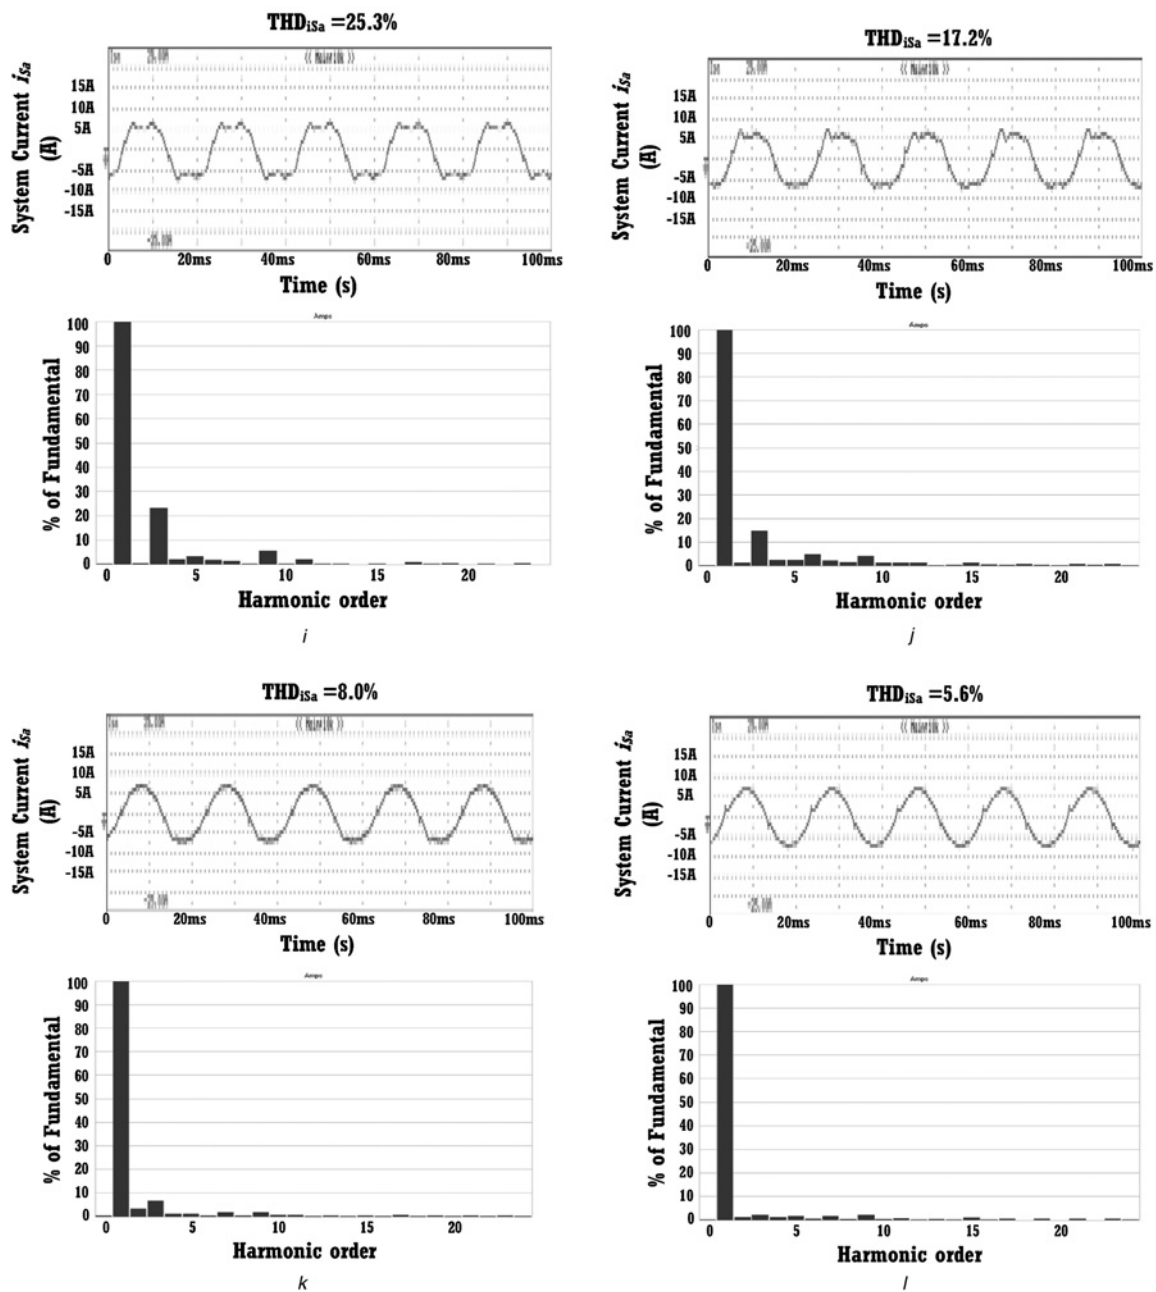 THDiSa =25.3%
20.00A
System Current iSa
(A)
15A
10A
5A
-5A
-10A
-15A
0 20ms 40ms 60ms 80ms 100ms
Time (s)
Amps
% of Fundamental
100
90
80
70
60
50
40
30
20
10
0
0 5 10 15 20
Harmonic order
i
THDiSa =17.2%
System Current iSa
(A)
15A
10A
5A
-5A
-10A
-15A
0 20ms 40ms 60ms 80ms 100ms
Time (s)
Amps
% of Fundamental
100
90
80
70
60
50
40
30
20
10
0
0 5 10 15 20
Harmonic order
j
THDiSa =8.0%
System Current iSa
(A)
15A
10A
5A
-5A
-10A
-15A
0 20ms 40ms 60ms 80ms 100ms
Time (s)
Amps
% of Fundamental
100
90
80
70
60
50
40
30
20
10
0
0 5 10 15 20
Harmonic order
k
THDiSa =5.6%
System Current iSa
(A)
15A
10A
5A
-5A
-10A
-15A
0 20ms 40ms 60ms 80ms 100ms
Time (s)
Amps
% of Fundamental
100
90
80
70
60
50
40
30
20
10
0
0 5 10 15 20
Harmonic order
l